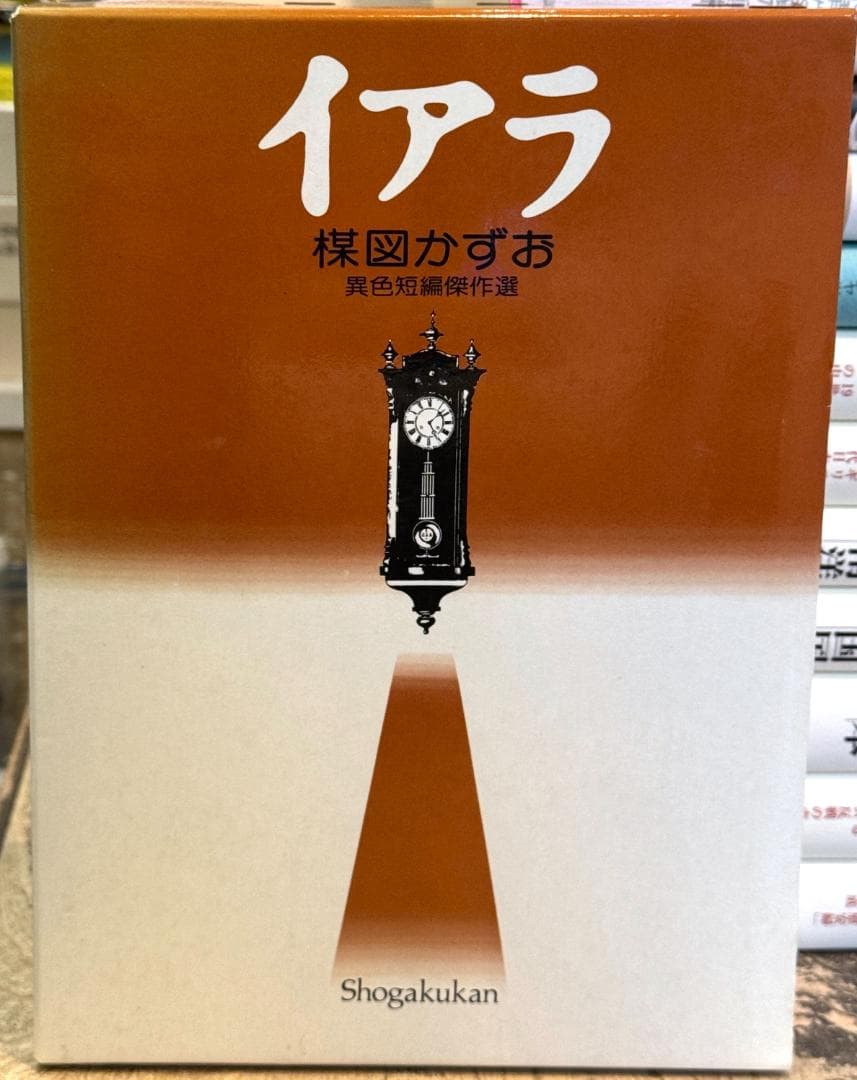 イアラ
楳図かずお
異色短編傑作選
Shogakukan